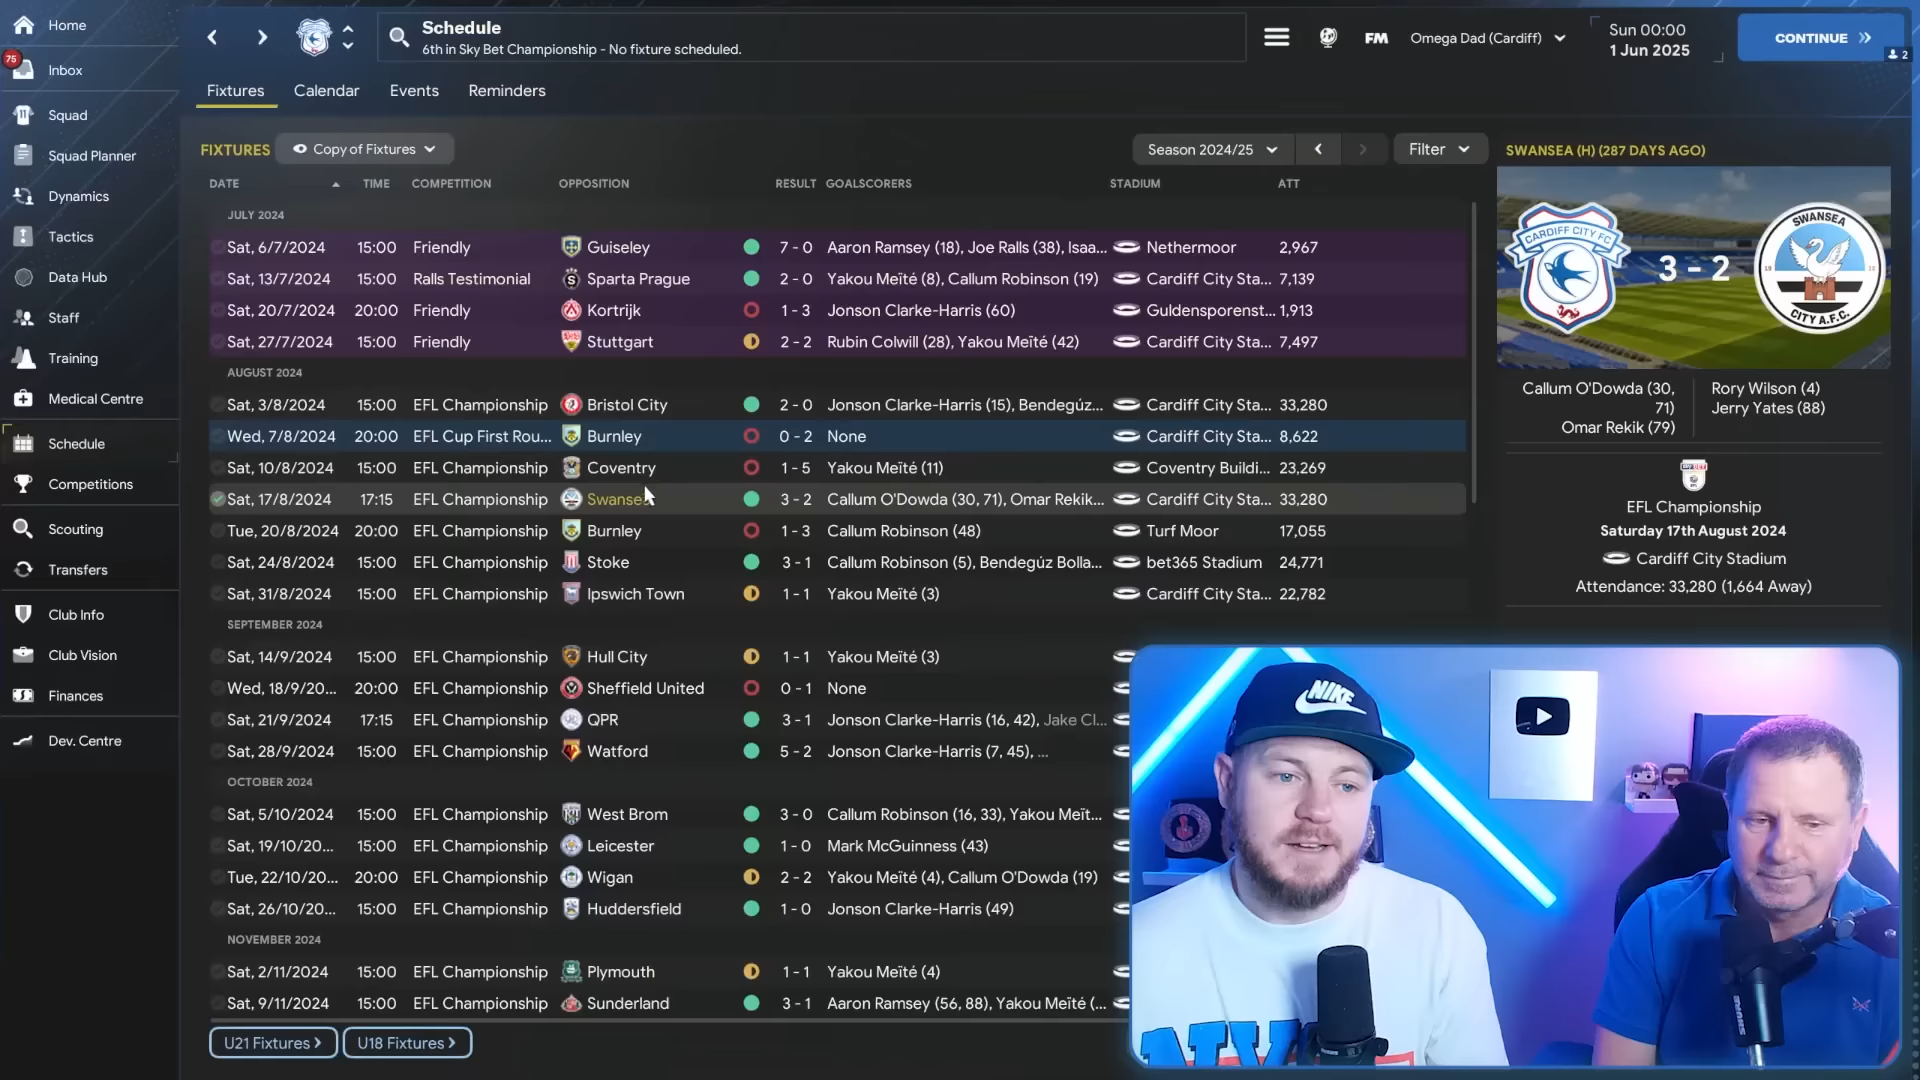 Home
75
Inbox
Squad
Squad Planner
Dynamics
Tactics
Data Hub
Staff
Training
Medical Centre
Schedule
Competitions
Scouting
Transfers
Club Info
Club Vision
Finances
Dev. Centre
Schedule
6th in Sky Bet Championship - No fixture scheduled.
FM
Omega Dad (Cardiff)
Sun 00:00
1 Jun 2025
CONTINUE
2
Fixtures Calendar Events Reminders
FIXTURES Copy of Fixtures Season 2024/25 Filter
DATE TIME COMPETITION OPPOSITION RESULT GOALSCORERS STADIUM ATT
JULY 2024
Sat, 6/7/2024 15:00 Friendly Guiseley 7 - 0 Aaron Ramsey (18), Joe Ralls (38), Isaa... Nethermoor 2,967
Sat, 13/7/2024 15:00 Ralls Testimonial Sparta Prague 2 - 0 Yakou Meïté (8), Callum Robinson (19) Cardiff City Sta... 7,139
Sat, 20/7/2024 20:00 Friendly Kortrijk 1 - 3 Jonson Clarke-Harris (60) Guldensporenst... 1,913
Sat, 27/7/2024 15:00 Friendly Stuttgart 2 - 2 Rubin Colwill (28), Yakou Meïté (42) Cardiff City Sta... 7,497
AUGUST 2024
Sat, 3/8/2024 15:00 EFL Championship Bristol City 2 - 0 Jonson Clarke-Harris (15), Bendegúz... Cardiff City Sta... 33,280
Wed, 7/8/2024 20:00 EFL Cup First Rou... Burnley 0 - 2 None Cardiff City Sta... 8,622
Sat, 10/8/2024 15:00 EFL Championship Coventry 1 - 5 Yakou Meïté (11) Coventry Buildi... 23,269
Sat, 17/8/2024 17:15 EFL Championship Swansea 3 - 2 Callum O'Dowda (30, 71), Omar Rekik... Cardiff City Sta... 33,280
Tue, 20/8/2024 20:00 EFL Championship Burnley 1 - 3 Callum Robinson (48) Turf Moor 17,055
Sat, 24/8/2024 15:00 EFL Championship Stoke 3 - 1 Callum Robinson (5), Bendegúz Bolla... bet365 Stadium 24,771
Sat, 31/8/2024 15:00 EFL Championship Ipswich Town 1 - 1 Yakou Meïté (3) Cardiff City Sta... 22,782
SEPTEMBER 2024
Sat, 14/9/2024 15:00 EFL Championship Hull City 1 - 1 Yakou Meïté (3)
Wed, 18/9/20... 20:00 EFL Championship Sheffield United 0 - 1 None
Sat, 21/9/2024 17:15 EFL Championship QPR 3 - 1 Jonson Clarke-Harris (16, 42), Jake Cl...
Sat, 28/9/2024 15:00 EFL Championship Watford 5 - 2 Jonson Clarke-Harris (7, 45), ...
OCTOBER 2024
Sat, 5/10/2024 15:00 EFL Championship West Brom 3 - 0 Callum Robinson (16, 33), Yakou Meït...
Sat, 19/10/20... 15:00 EFL Championship Leicester 1 - 0 Mark McGuinness (43)
Tue, 22/10/20... 20:00 EFL Championship Wigan 2 - 2 Yakou Meïté (4), Callum O'Dowda (19)
Sat, 26/10/20... 15:00 EFL Championship Huddersfield 1 - 0 Jonson Clarke-Harris (49)
NOVEMBER 2024
Sat, 2/11/2024 15:00 EFL Championship Plymouth 1 - 1 Yakou Meïté (4)
Sat, 9/11/2024 15:00 EFL Championship Sunderland 3 - 1 Aaron Ramsey (56, 88), Yakou Meïté (...
U21 Fixtures U18 Fixtures
SWANSEA (H) (287 DAYS AGO)
CARDIFF CITY FC
3 - 2
SWANSEA
CITY A.F.C.
Callum O'Dowda (30,
71)
Omar Rekik (79)
Rory Wilson (4)
Jerry Yates (88)
EFL Championship
Saturday 17th August 2024
Cardiff City Stadium
Attendance: 33,280 (1,664 Away)
NIKE